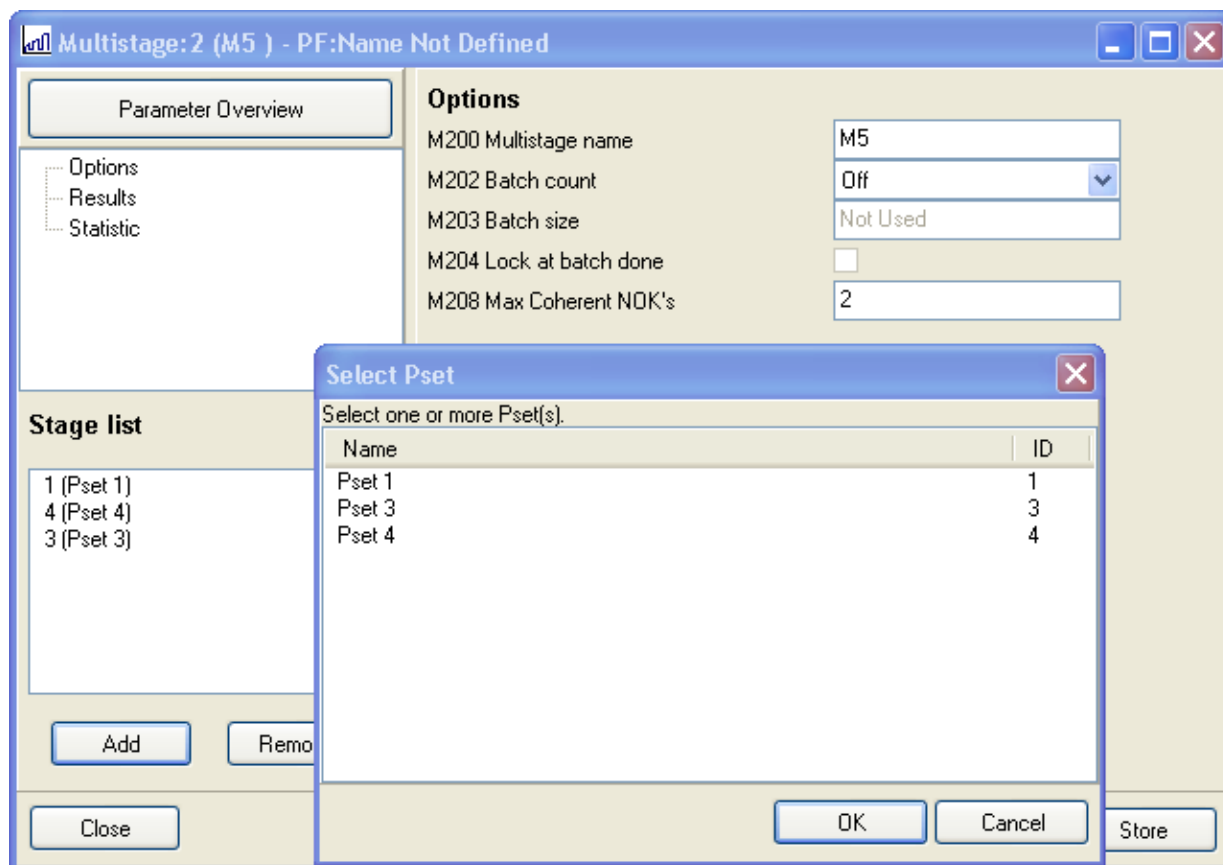 Multistage:2 (M5 ) - PF:Name Not Defined
Parameter Overview
Options
Results
Statistic
Options
M200 Multistage name M5
M202 Batch count Off
M203 Batch size Not Used
M204 Lock at batch done
M208 Max Coherent NOK's 2
Stage list
1 (Pset 1)
4 (Pset 4)
3 (Pset 3)
Add Remo
Close
Store
Select Pset
Select one or more Pset(s).
Name ID
Pset 1 1
Pset 3 3
Pset 4 4
OK Cancel